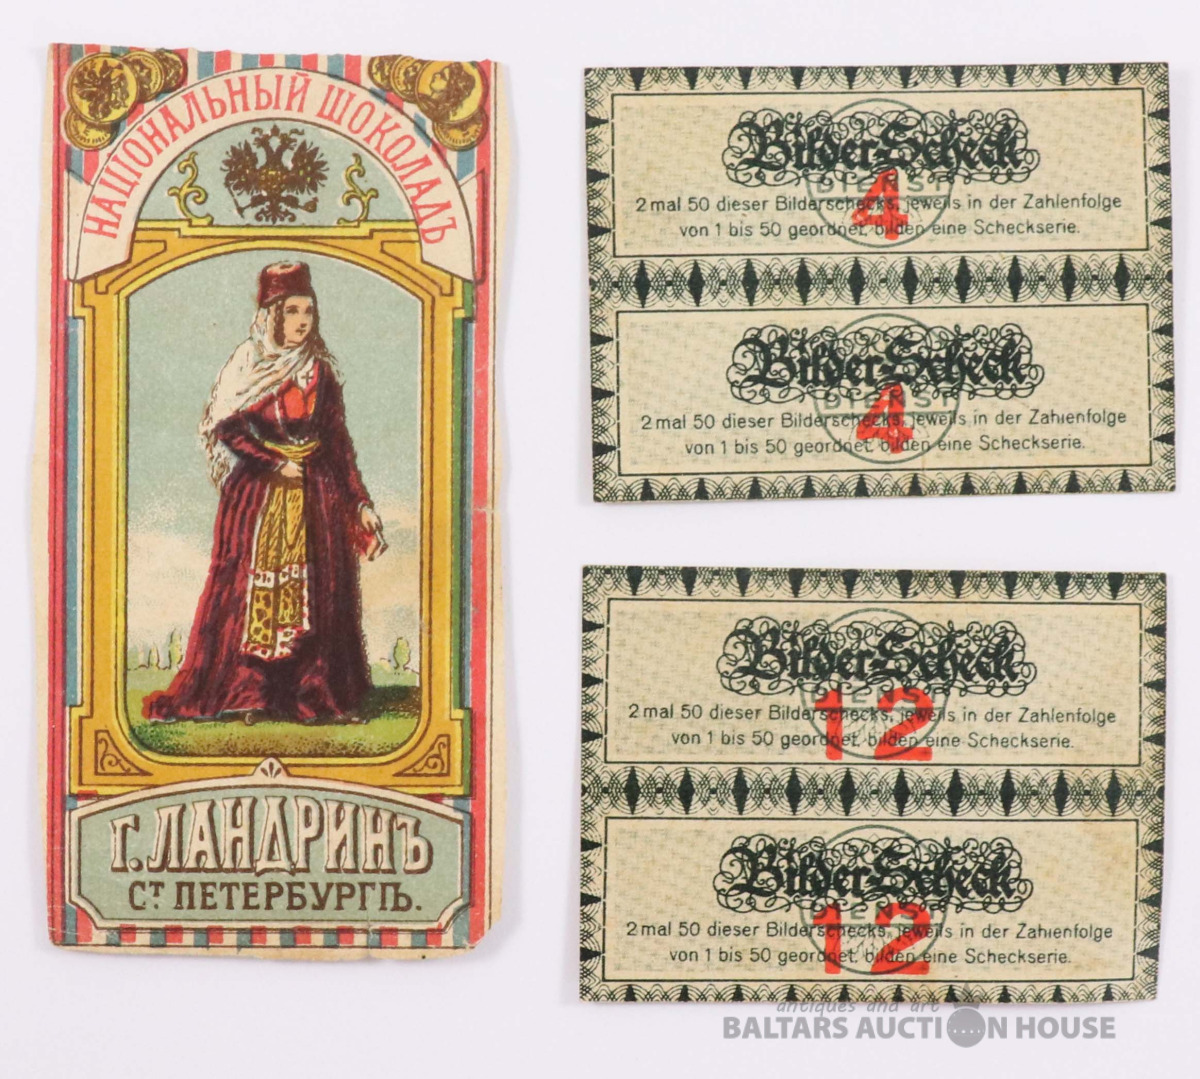 НАЦІОНАЛЬНЫЙ ШОКОЛАДЪ
Г. ЛАНДРИНЪ
Ст ПЕТЕРБУРГЪ.
Bilder-Scheck
DIENST
4
2 mal 50 dieser Bilderschecks, jeweils in der Zahlenfolge
von 1 bis 50 geordnet, bilden eine Scheckserie.
Bilder-Scheck
DIENST
4
2 mal 50 dieser Bilderschecks, jeweils in der Zahlenfolge
von 1 bis 50 geordnet, bilden eine Scheckserie.
Bilder-Scheck
DIENST
12
2 mal 50 dieser Bilderschecks, jeweils in der Zahlenfolge
von 1 bis 50 geordnet, bilden eine Scheckserie.
Bilder-Scheck
DIENST
12
2 mal 50 dieser Bilderschecks, jeweils in der Zahlenfolge
von 1 bis 50 geordnet, bilden eine Scheckserie.
antiques and art
BALTARS AUCTION HOUSE